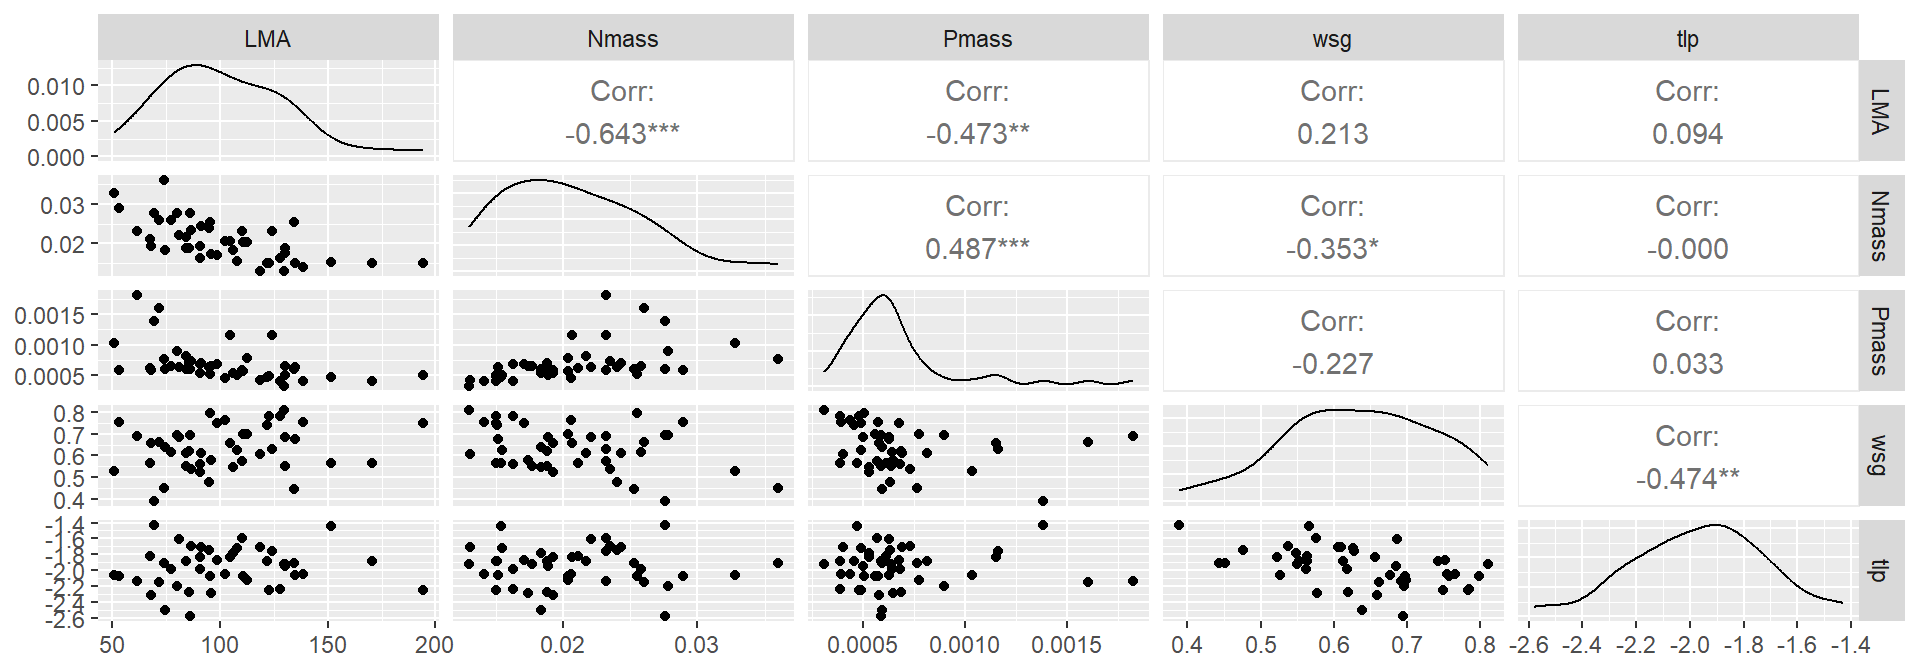 LMA Nmass Pmass wsg tlp
0.010
0.005
0.000
Corr:
-0.643***
Corr:
-0.473**
Corr:
0.213
Corr:
0.094
LMA
0.03
0.02
Corr:
0.487***
Corr:
-0.353*
Corr:
-0.000
Nmass
0.0015
0.0010
0.0005
Corr:
-0.227
Corr:
0.033
Pmass
0.8
0.7
0.6
0.5
0.4
Corr:
-0.474**
wsg
-1.4
-1.6
-1.8
-2.0
-2.2
-2.4
-2.6
tlp
50 100 150 200
0.02 0.03
0.0005 0.0010 0.0015
0.4 0.5 0.6 0.7 0.8
-2.6 -2.4 -2.2 -2.0 -1.8 -1.6 -1.4